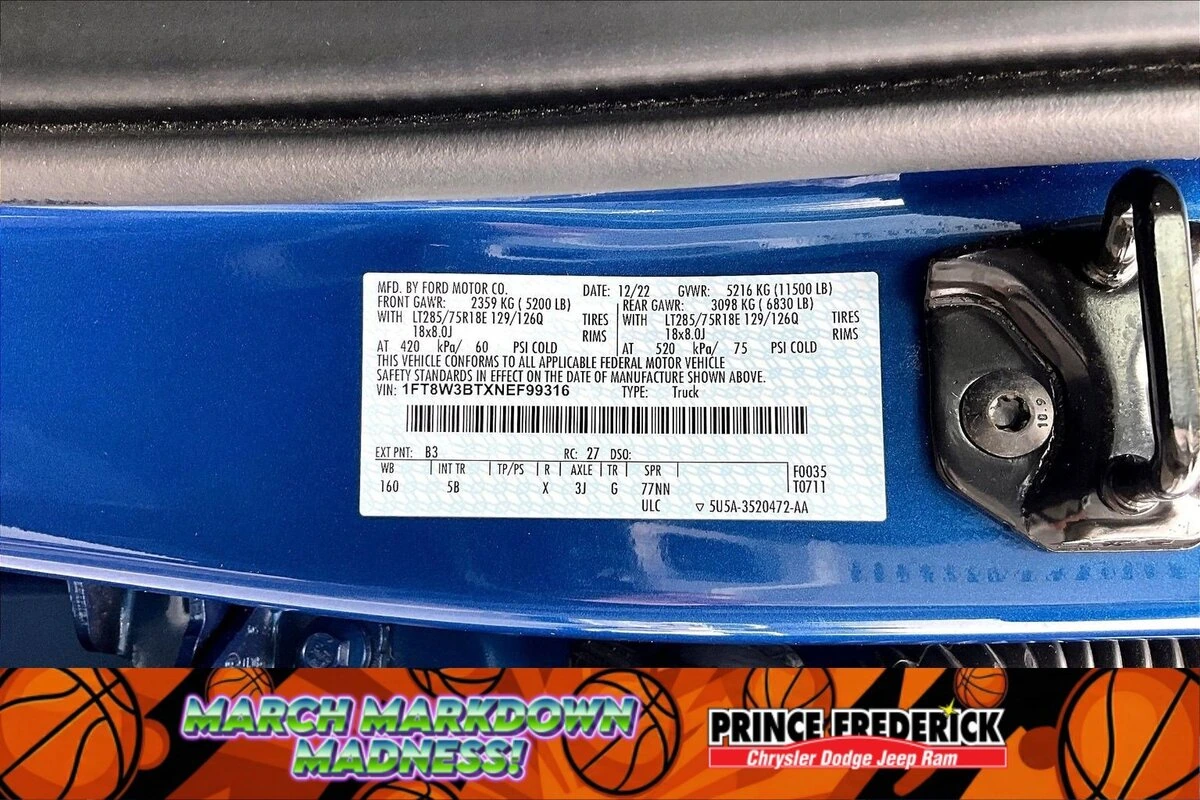 MFD. BY FORD MOTOR CO. DATE: 12/22 GVWR: 5216 KG (11500 LB)
FRONT GAWR: 2359 KG ( 5200 LB) REAR GAWR: 3098 KG ( 6830 LB)
WITH LT285/75R18E 129/126Q TIRES WITH LT285/75R18E 129/126Q TIRES
18x8.0J RIMS 18x8.0J RIMS
AT 420 kPa/ 60 PSI COLD AT 520 kPa/ 75 PSI COLD
THIS VEHICLE CONFORMS TO ALL APPLICABLE FEDERAL MOTOR VEHICLE
SAFETY STANDARDS IN EFFECT ON THE DATE OF MANUFACTURE SHOWN ABOVE.
VIN: 1FT8W3BTXNEF99316 TYPE: Truck
EXT PNT: B3 RC: 27 DSO:
WB INT TR TP/PS R AXLE TR SPR F0035
160 5B X 3J G 77NN T0711
ULC ▽ 5U5A-3520472-AA
10.9
MARCH MARKDOWN
MADNESS!
PRINCE FREDERICK
Chrysler Dodge Jeep Ram